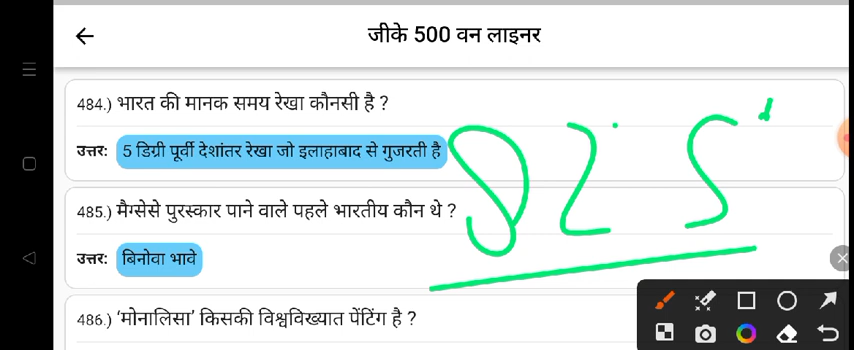 जीके 500 वन लाइनर
484.) भारत की मानक समय रेखा कौनसी है ?
उत्तर: 5 डिग्री पूर्वी देशांतर रेखा जो इलाहाबाद से गुजरती है
82.5'
485.) मैग्सेसे पुरस्कार पाने वाले पहले भारतीय कौन थे ?
उत्तर: बिनोवा भावे
486.) 'मोनालिसा' किसकी विश्वविख्यात पेंटिंग है ?